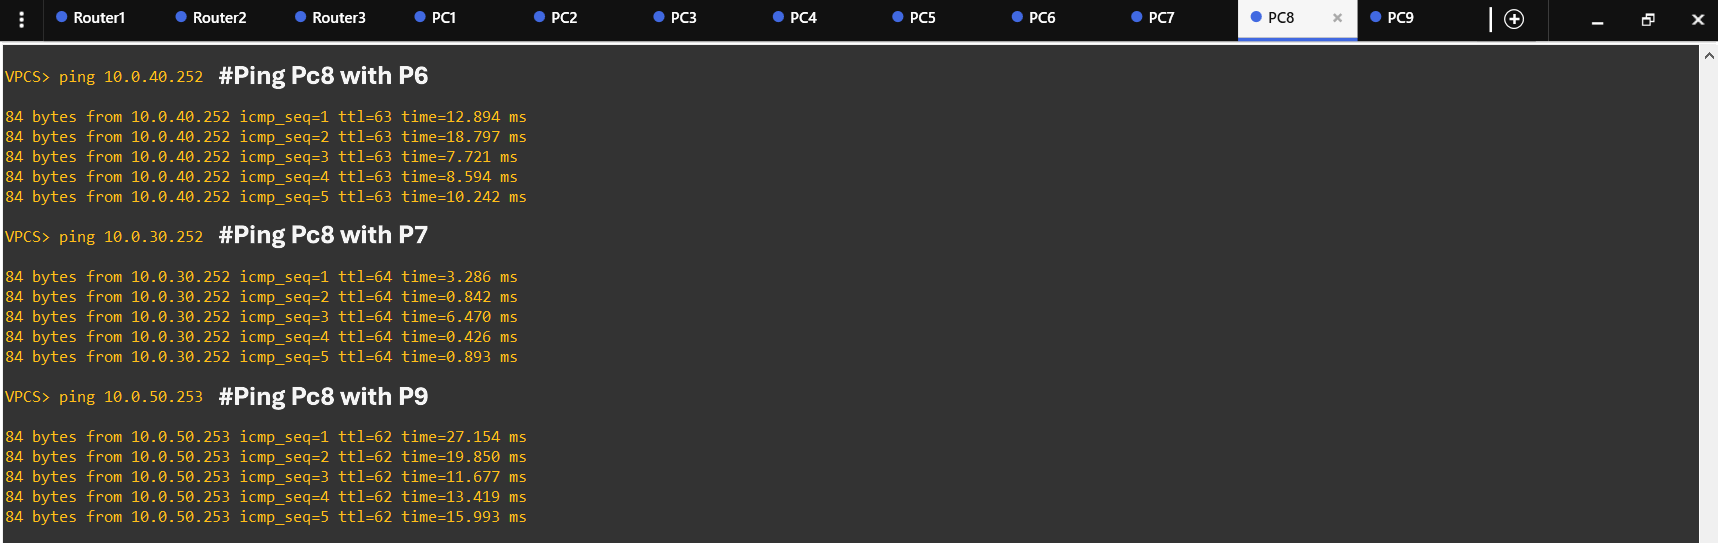 Router1 Router2 Router3 PC1 PC2 PC3 PC4 PC5 PC6 PC7 PC8 PC9
VPCS> ping 10.0.40.252 #Ping Pc8 with P6
84 bytes from 10.0.40.252 icmp_seq=1 ttl=63 time=12.894 ms
84 bytes from 10.0.40.252 icmp_seq=2 ttl=63 time=18.797 ms
84 bytes from 10.0.40.252 icmp_seq=3 ttl=63 time=7.721 ms
84 bytes from 10.0.40.252 icmp_seq=4 ttl=63 time=8.594 ms
84 bytes from 10.0.40.252 icmp_seq=5 ttl=63 time=10.242 ms
VPCS> ping 10.0.30.252 #Ping Pc8 with P7
84 bytes from 10.0.30.252 icmp_seq=1 ttl=64 time=3.286 ms
84 bytes from 10.0.30.252 icmp_seq=2 ttl=64 time=0.842 ms
84 bytes from 10.0.30.252 icmp_seq=3 ttl=64 time=6.470 ms
84 bytes from 10.0.30.252 icmp_seq=4 ttl=64 time=0.426 ms
84 bytes from 10.0.30.252 icmp_seq=5 ttl=64 time=0.893 ms
VPCS> ping 10.0.50.253 #Ping Pc8 with P9
84 bytes from 10.0.50.253 icmp_seq=1 ttl=62 time=27.154 ms
84 bytes from 10.0.50.253 icmp_seq=2 ttl=62 time=19.850 ms
84 bytes from 10.0.50.253 icmp_seq=3 ttl=62 time=11.677 ms
84 bytes from 10.0.50.253 icmp_seq=4 ttl=62 time=13.419 ms
84 bytes from 10.0.50.253 icmp_seq=5 ttl=62 time=15.993 ms